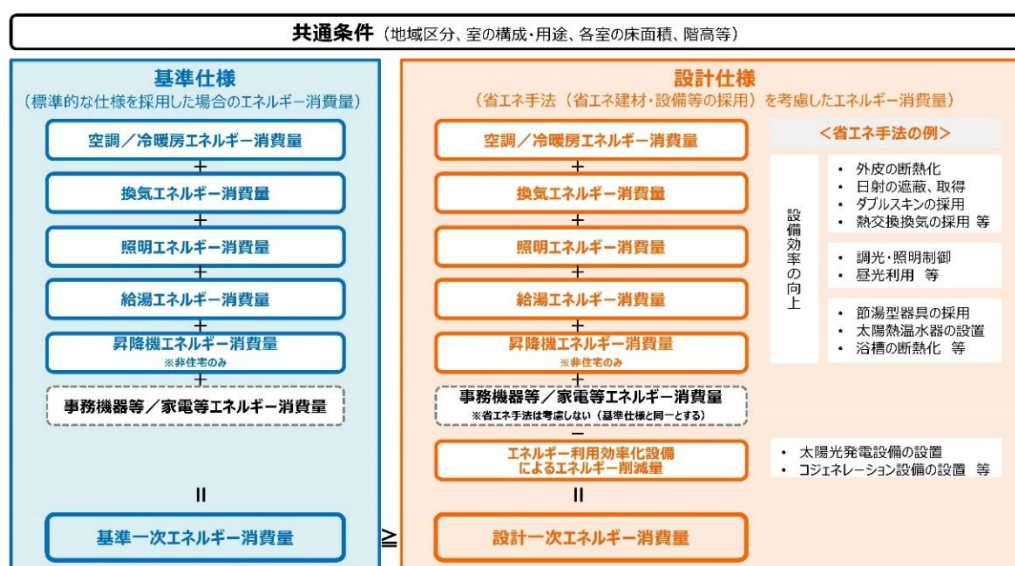 共通条件（地域区分、室の構成・用途、各室の床面積、階高等）
基準仕様
（標準的な仕様を採用した場合のエネルギー消費量）
空調／冷暖房エネルギー消費量
＋
換気エネルギー消費量
＋
照明エネルギー消費量
＋
給湯エネルギー消費量
＋
昇降機エネルギー消費量
※非住宅のみ
＋
事務機器等／家電等エネルギー消費量
＝
基準一次エネルギー消費量
≧
設計仕様
（省エネ手法（省エネ建材・設備等の採用）を考慮したエネルギー消費量）
空調／冷暖房エネルギー消費量
＋
換気エネルギー消費量
＋
照明エネルギー消費量
＋
給湯エネルギー消費量
＋
昇降機エネルギー消費量
※非住宅のみ
＋
事務機器等／家電等エネルギー消費量
※省エネ手法は考慮しない（基準仕様と同一とする）
－
エネルギー利用効率化設備
によるエネルギー削減量
＝
設計一次エネルギー消費量
＜省エネ手法の例＞
設備効率の向上
• 外皮の断熱化
• 日射の遮蔽、取得
• ダブルスキンの採用
• 熱交換換気の採用 等
• 調光・照明制御
• 昼光利用 等
• 節湯型器具の採用
• 太陽熱温水器の設置
• 浴槽の断熱化 等
• 太陽光発電設備の設置
• コジェネレーション設備の設置 等